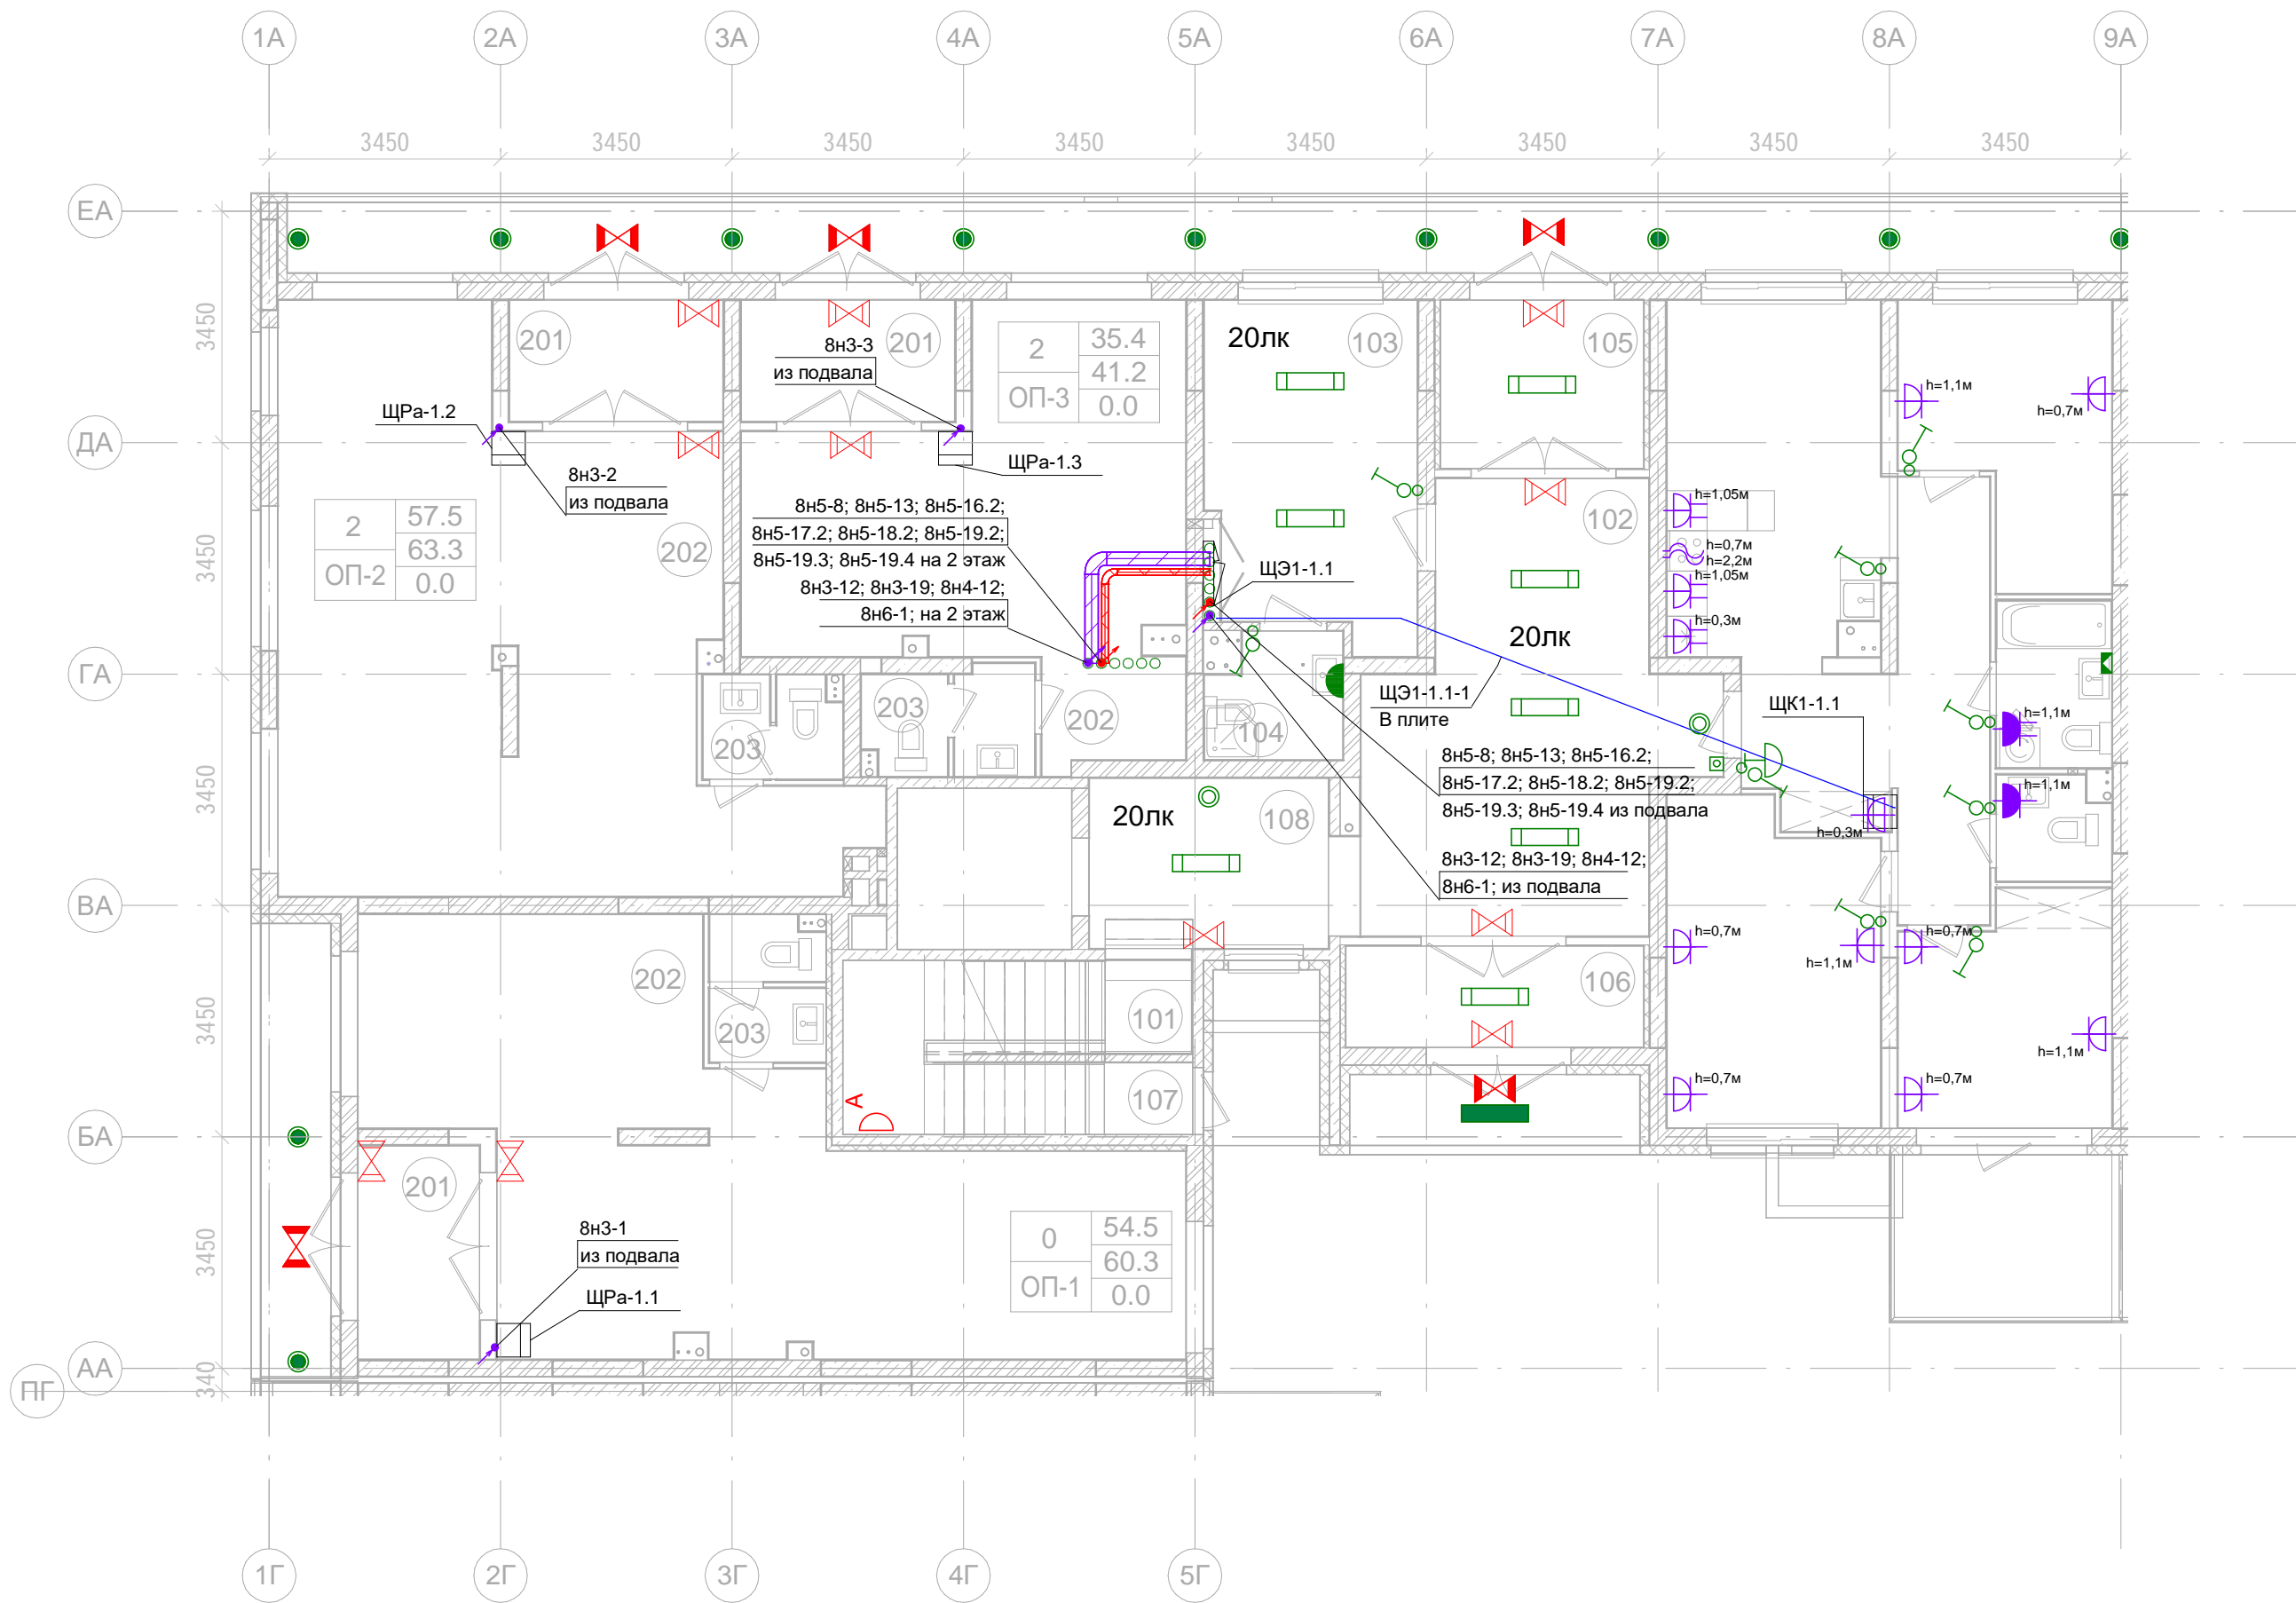 1А
2А
3А
4А
5А
6А
7А
8А
9А
3450
3450
3450
3450
3450
3450
3450
3450
ЕА
ДА
ГА
ВА
БА
АА
ПГ
3450
3450
3450
3450
3450
340
201
8н3-3
из подвала
201
2
35.4
41.2
ОП-3
0.0
20лк
103
105
h=1,1м
h=0,7м
ЩРа-1.2
8н3-2
из подвала
ЩРа-1.3
2
57.5
63.3
ОП-2
0.0
202
8н5-8; 8н5-13; 8н5-16.2;
8н5-17.2; 8н5-18.2; 8н5-19.2;
8н5-19.3; 8н5-19.4 на 2 этаж
8н3-12; 8н3-19; 8н4-12;
8н6-1; на 2 этаж
ЩЭ1-1.1
102
h=1,05м
h=0,7м
h=2,2м
h=1,05м
h=0,3м
20лк
ЩЭ1-1.1-1
В плите
ЩК1-1.1
h=1,1м
203
203
202
104
8н5-8; 8н5-13; 8н5-16.2;
8н5-17.2; 8н5-18.2; 8н5-19.2;
8н5-19.3; 8н5-19.4 из подвала
h=1,1м
h=0,3м
20лк
108
8н3-12; 8н3-19; 8н4-12;
8н6-1; из подвала
h=0,7м
h=1,1м
h=0,7м
202
203
101
106
h=1,1м
107
А
h=0,7м
h=0,7м
201
8н3-1
из подвала
ЩРа-1.1
0
54.5
60.3
ОП-1
0.0
1Г
2Г
3Г
4Г
5Г